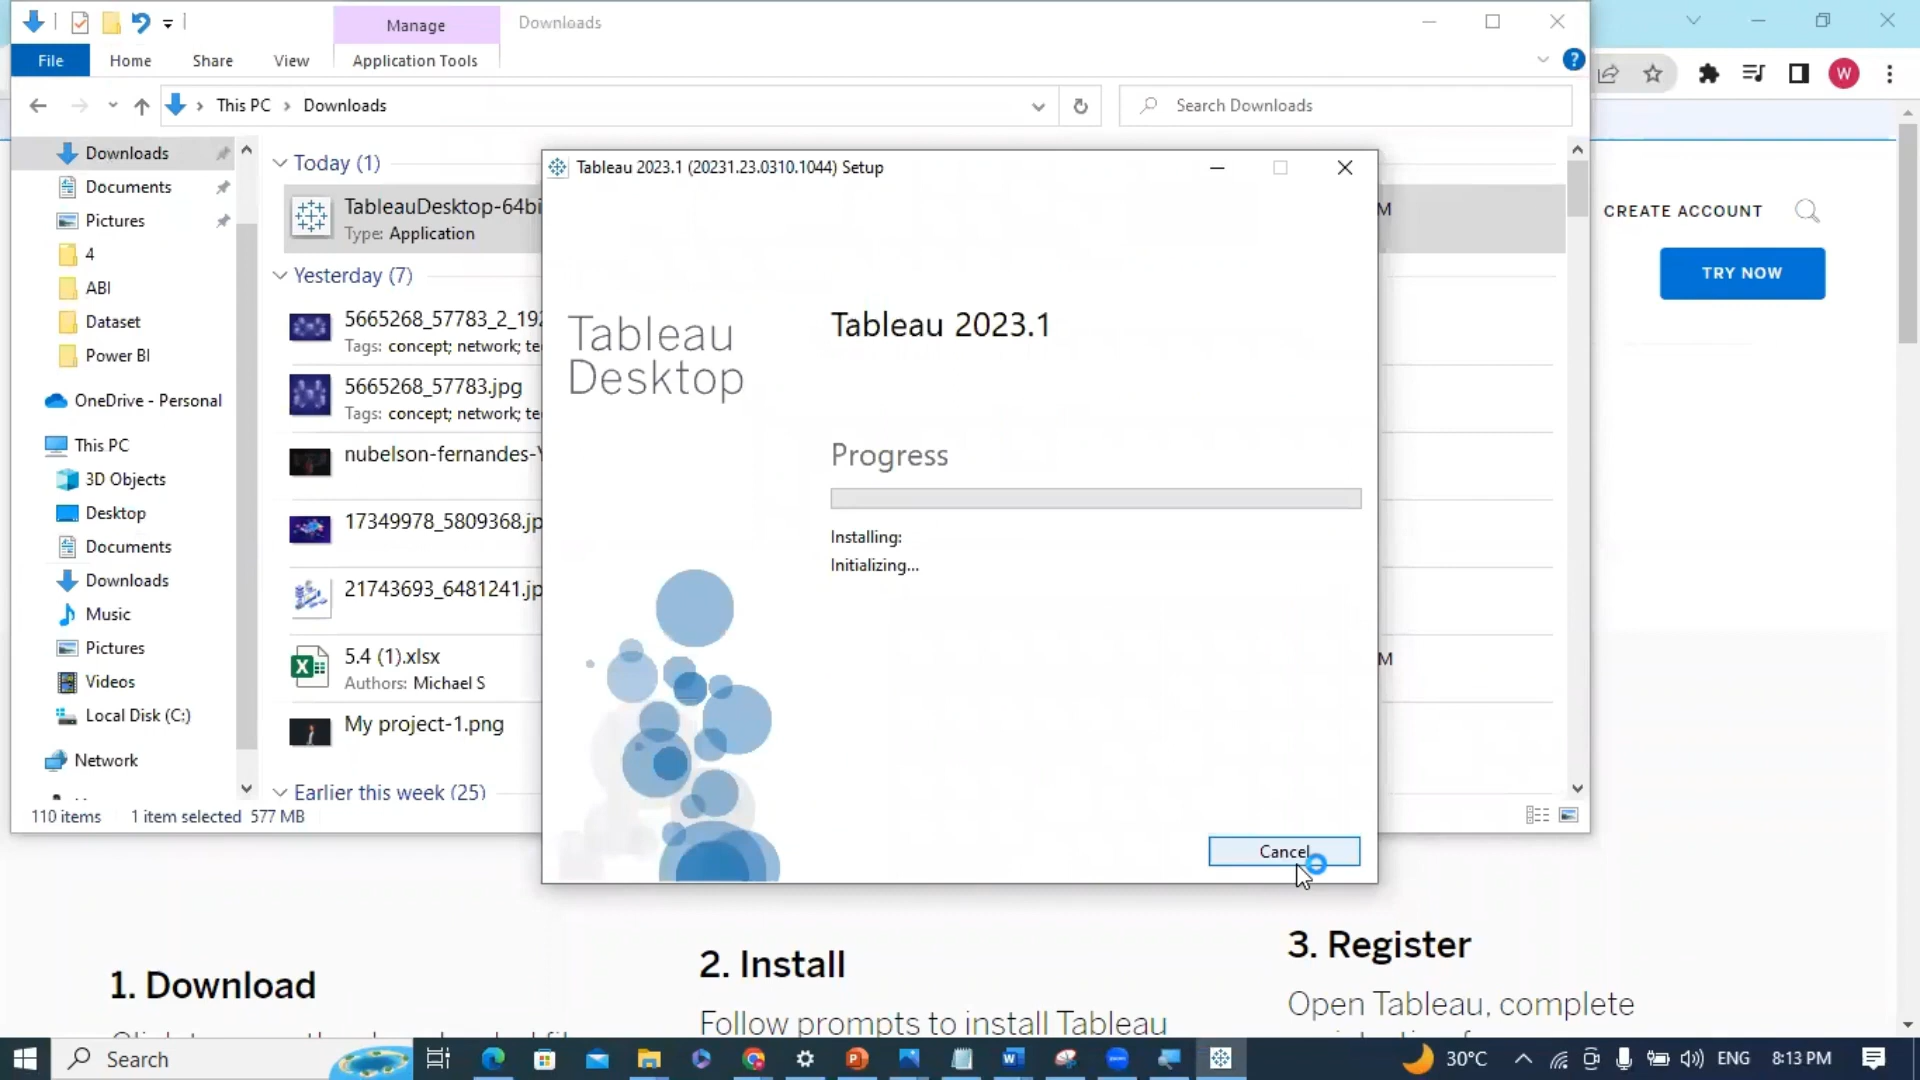 Manage
Downloads
File
Home
Share
View
Application Tools
This PC
Downloads
Search Downloads
W
Downloads
Documents
Pictures
4
ABI
Dataset
Power BI
OneDrive - Personal
This PC
3D Objects
Desktop
Documents
Downloads
Music
Pictures
Videos
Local Disk (C:)
Network
Today (1)
TableauDesktop-64bi
Type: Application
M
Yesterday (7)
5665268_57783_2_192
Tags: concept; network; te
5665268_57783.jpg
Tags: concept; network; te
nubelson-fernandes-Y
17349978_5809368.jp
21743693_6481241.jp
5.4 (1).xlsx
Authors: Michael S
M
My project-1.png
Earlier this week (25)
110 items
1 item selected 577 MB
Tableau 2023.1 (20231.23.0310.1044) Setup
Tableau
Desktop
Tableau 2023.1
Progress
Installing:
Initializing...
Cancel
CREATE ACCOUNT
TRY NOW
1. Download
2. Install
Follow prompts to install Tableau
3. Register
Open Tableau, complete
Search
30°C
ENG
8:13 PM